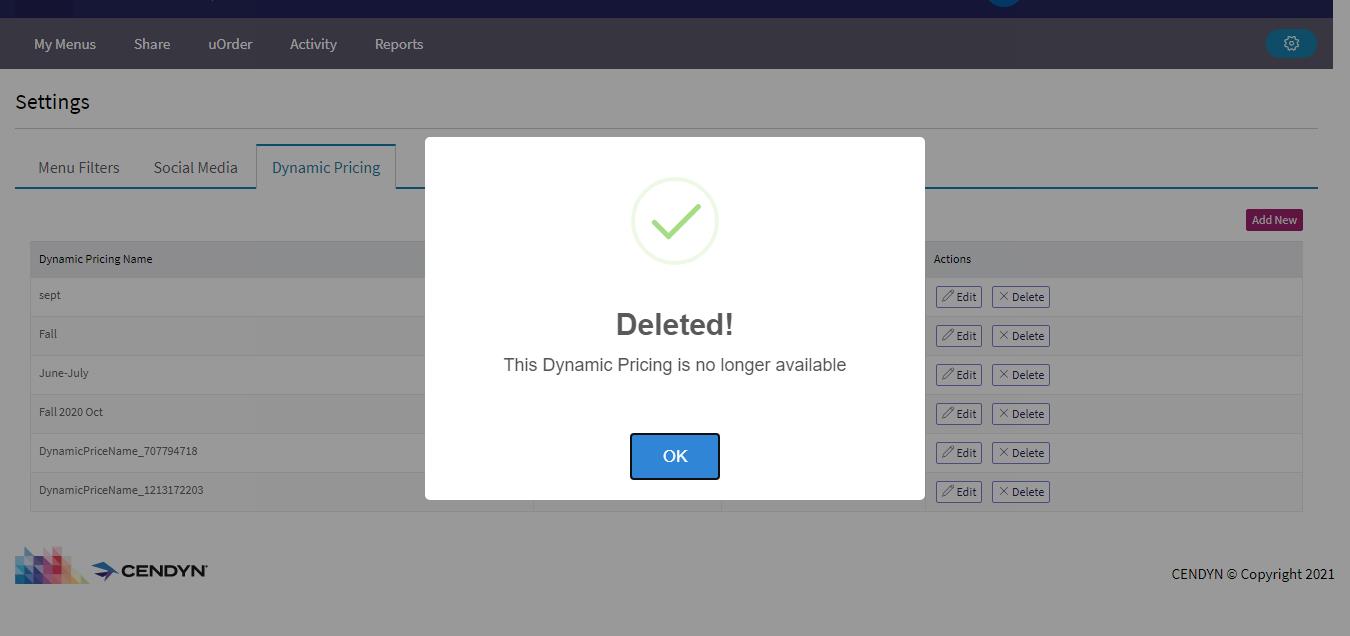 My Menus Share uOrder Activity Reports
Settings
Menu Filters Social Media Dynamic Pricing
Add New
Dynamic Pricing Name Actions
sept Edit Delete
Fall Edit Delete
June-July Edit Delete
Fall 2020 Oct Edit Delete
DynamicPriceName_707794718 Edit Delete
DynamicPriceName_1213172203 Edit Delete
Deleted!
This Dynamic Pricing is no longer available
OK
CENDYN CENDYN © Copyright 2021